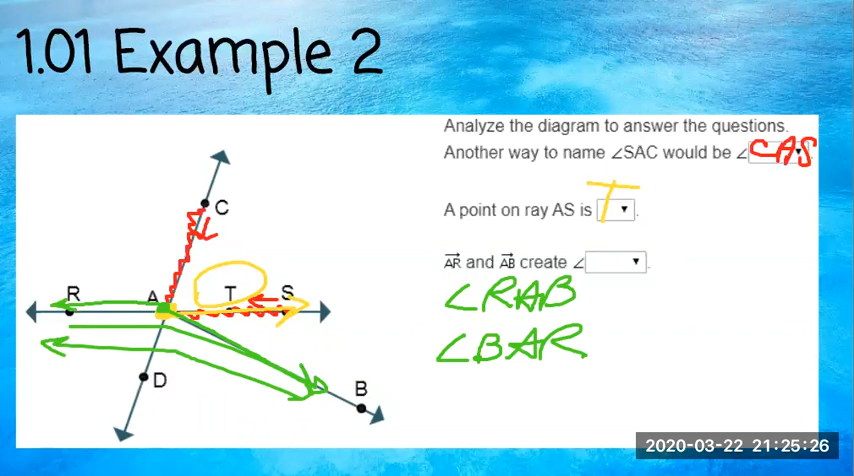 1.01 Example 2
Analyze the diagram to answer the questions.
Another way to name ∠SAC would be ∠ CAS
A point on ray AS is T.
AR and AB create ∠
∠RAB
∠BAR
C
R
A
T
S
D
B
2020-03-22 21:25:26